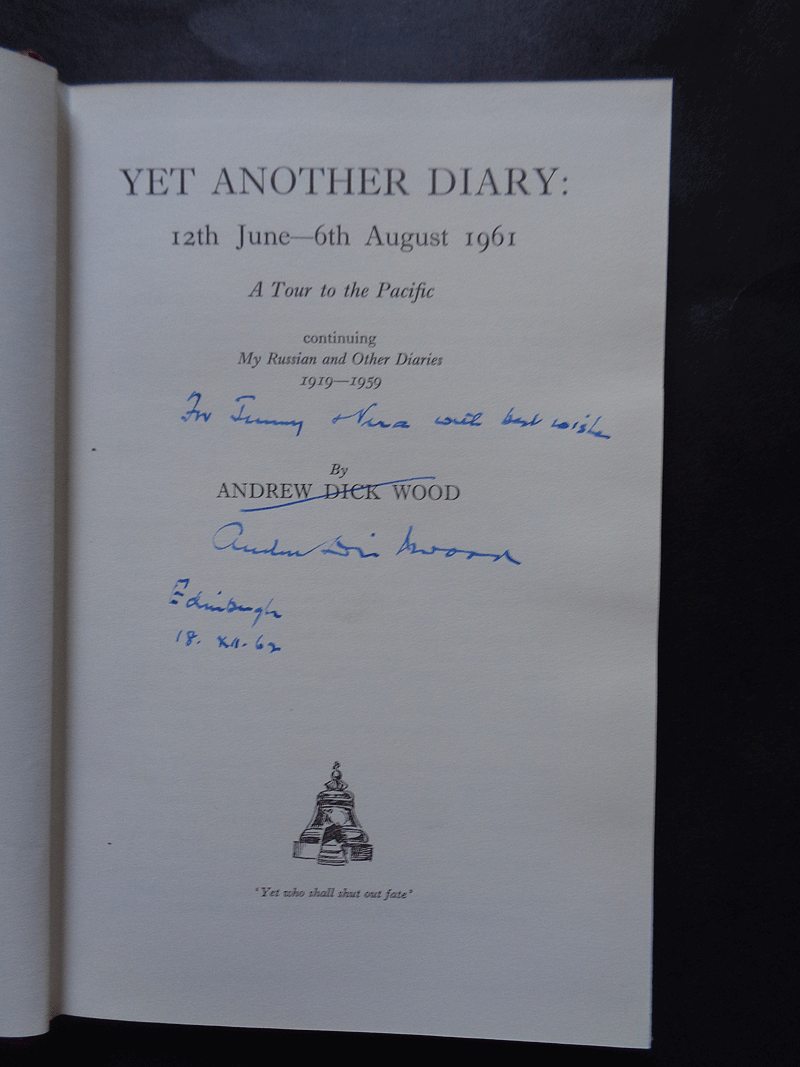 YET ANOTHER DIARY:
12th June—6th August 1961
A Tour to the Pacific
continuing
My Russian and Other Diaries
1919—1959
For Jimmy & Nina with best wishes
By
ANDREW DICK WOOD
Andrew Dick Wood
Edinburgh
18. XII. 62
"Yet who shall shut out fate"